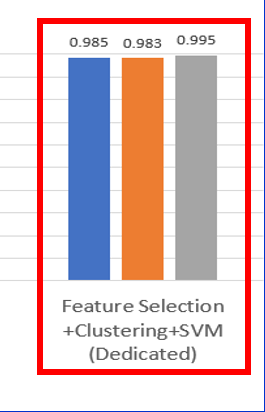 0.985 0.983 0.995
Feature Selection
+Clustering+SVM
(Dedicated)